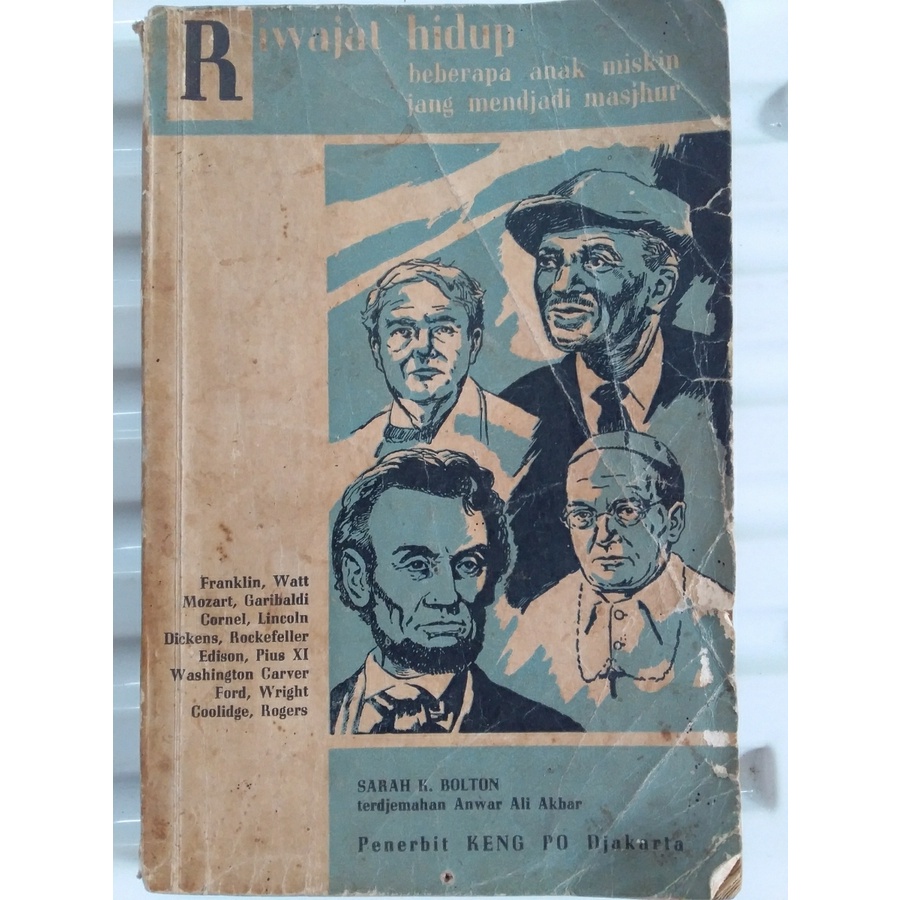 Riwajat hidup
beberapa anak miskin
jang mendjadi masjhur
Franklin, Watt
Mozart, Garibaldi
Cornel, Lincoln
Dickens, Rockefeller
Edison, Pius XI
Washington Carver
Ford, Wright
Coolidge, Rogers
SARAH K. BOLTON
terdjemahan Anwar Ali Akbar
Penerbit KENG PO Djakarta